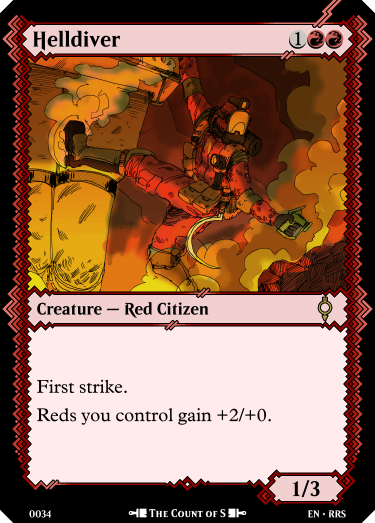 Helldiver 1
Creature — Red Citizen
First strike.
Reds you control gain +2/+0.
1/3
0034 The Count of S EN • RRS